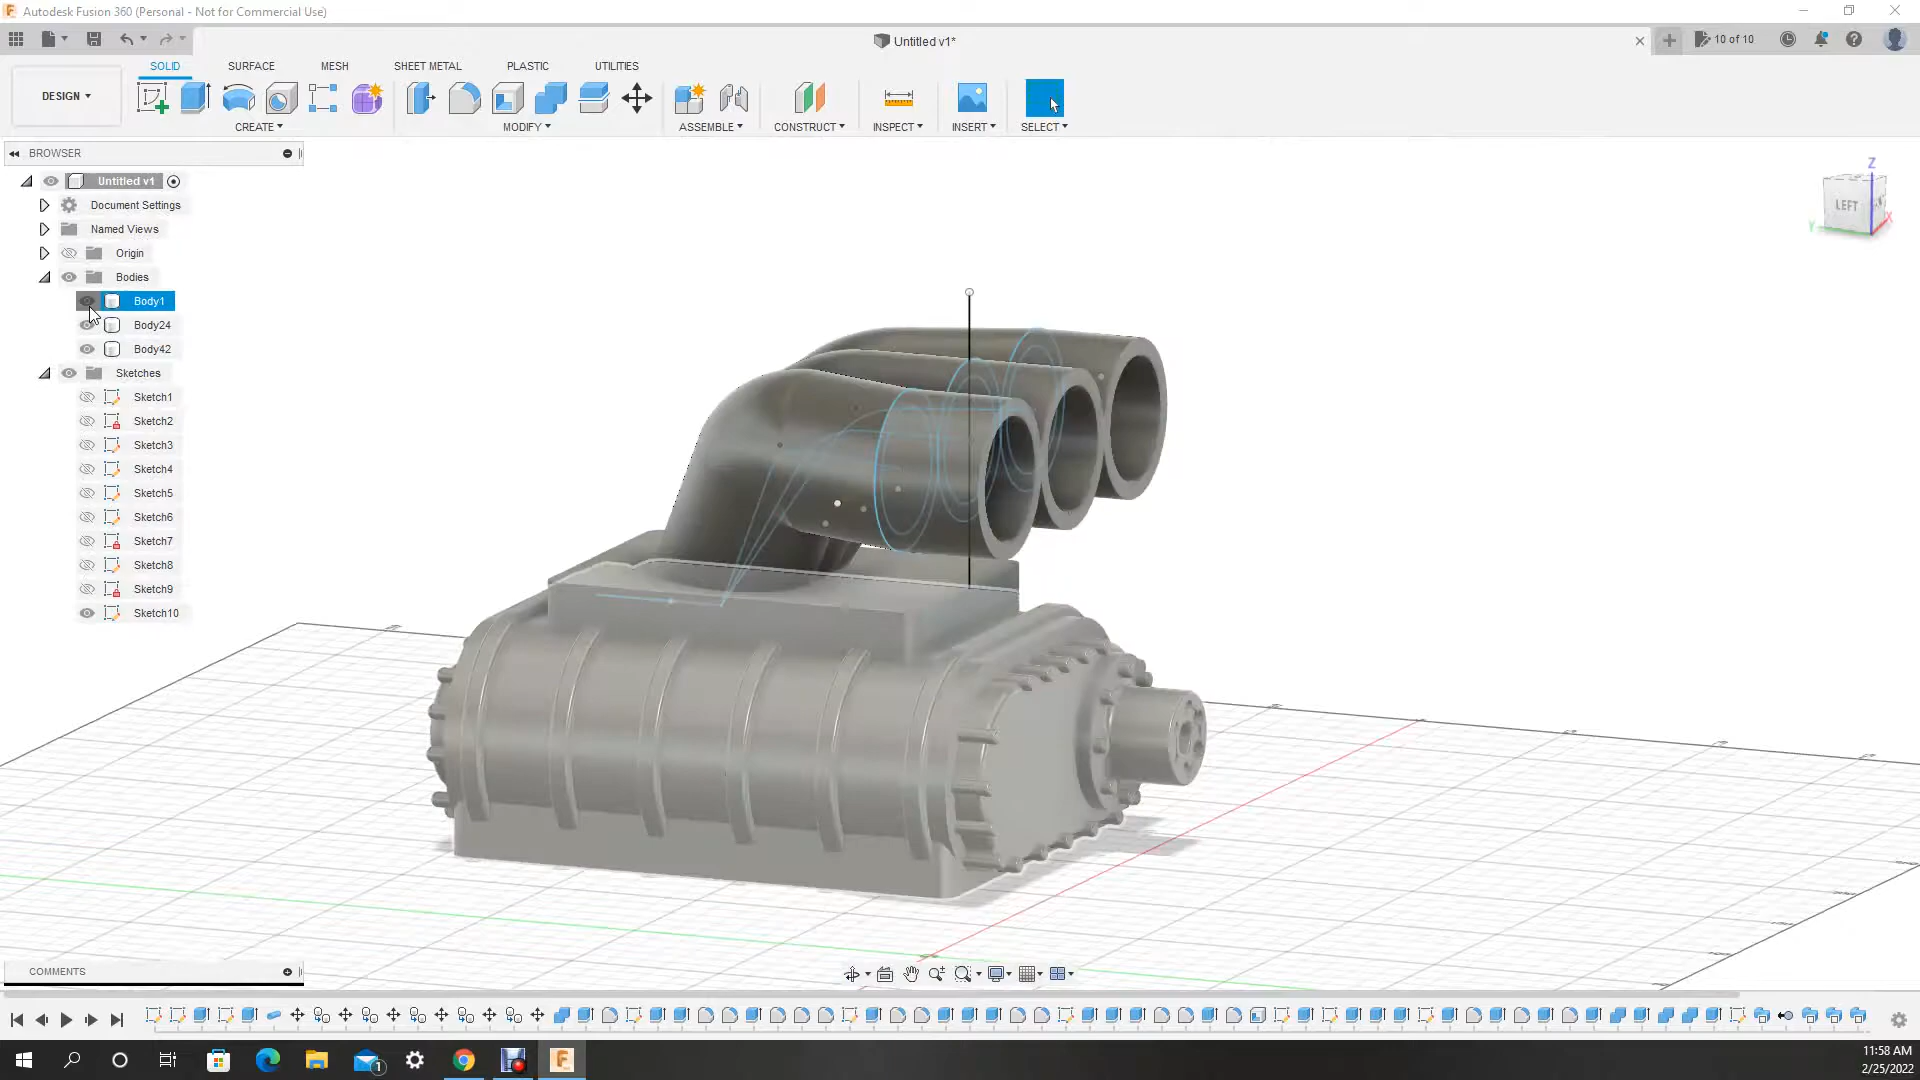 Autodesk Fusion 360 (Personal - Not for Commercial Use)
Untitled v1*
10 of 10
SOLID
SURFACE
MESH
SHEET METAL
PLASTIC
UTILITIES
DESIGN
CREATE
MODIFY
ASSEMBLE
CONSTRUCT
INSPECT
INSERT
SELECT
BROWSER
Untitled v1
Document Settings
Named Views
Origin
Bodies
Body1
Body24
Body42
Sketches
Sketch1
Sketch2
Sketch3
Sketch4
Sketch5
Sketch6
Sketch7
Sketch8
Sketch9
Sketch10
Z
LEFT
Y
X
COMMENTS
1
11:58 AM
2/25/2022